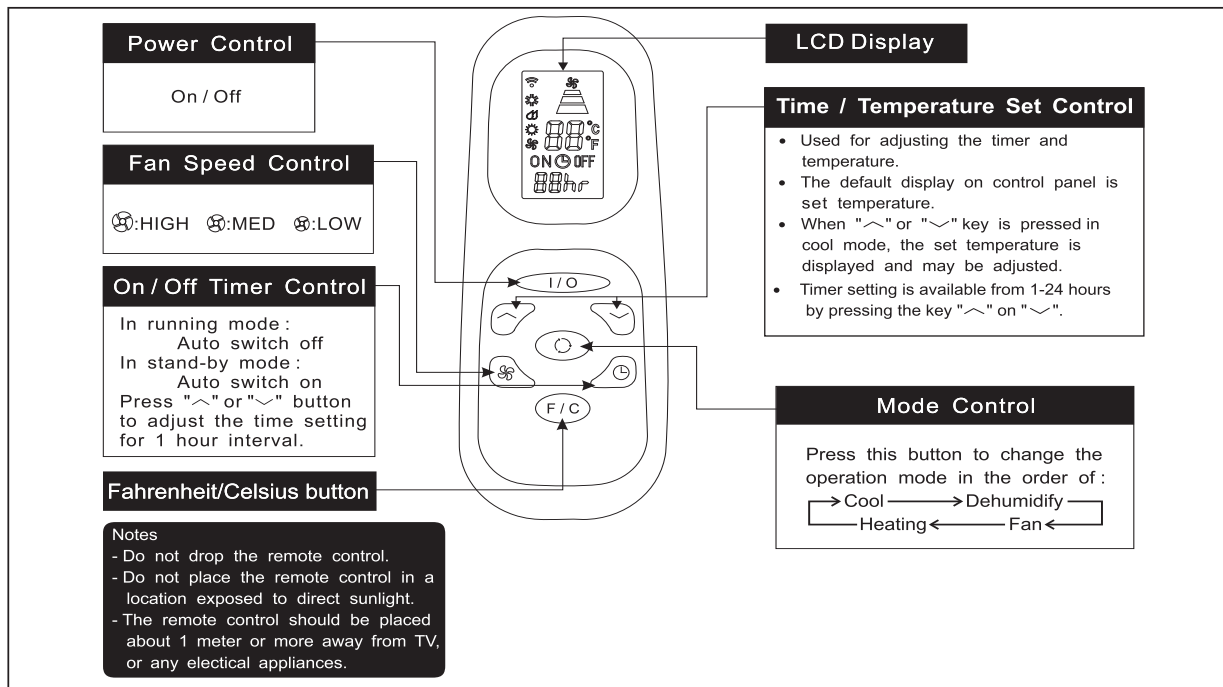 Power Control
On / Off
Fan Speed Control
:HIGH :MED :LOW
On / Off Timer Control
In running mode :
Auto switch off
In stand-by mode :
Auto switch on
Press "︿" or "﹀" button
to adjust the time setting
for 1 hour interval.
Fahrenheit/Celsius button
Notes
- Do not drop the remote control.
- Do not place the remote control in a
location exposed to direct sunlight.
- The remote control should be placed
about 1 meter or more away from TV,
or any electical appliances.
88 °C
°F
ON OFF
88hr
I / O
F / C
LCD Display
Time / Temperature Set Control
• Used for adjusting the timer and
temperature.
• The default display on control panel is
set temperature.
• When "︿" or "﹀" key is pressed in
cool mode, the set temperature is
displayed and may be adjusted.
• Timer setting is available from 1-24 hours
by pressing the key "︿" on "﹀".
Mode Control
Press this button to change the
operation mode in the order of :
Cool Dehumidify
Heating Fan